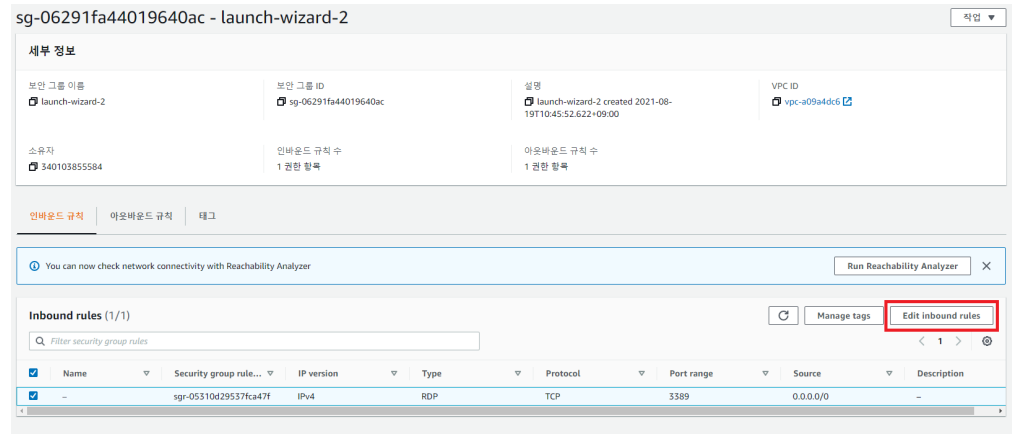 sg-06291fa44019640ac - launch-wizard-2
작업 ▼
세부 정보
보안 그룹 이름
launch-wizard-2
보안 그룹 ID
sg-06291fa44019640ac
설명
launch-wizard-2 created 2021-08-
19T10:45:52.622+09:00
VPC ID
vpc-a09a4dc6
소유자
340103855584
인바운드 규칙 수
1 권한 항목
아웃바운드 규칙 수
1 권한 항목
인바운드 규칙
아웃바운드 규칙
태그
You can now check network connectivity with Reachability Analyzer
Run Reachability Analyzer
Inbound rules (1/1)
Manage tags
Edit inbound rules
Filter security group rules
1
Name
Security group rule...
IP version
Type
Protocol
Port range
Source
Description
–
sgr-05310d29537fca47f
IPv4
RDP
TCP
3389
0.0.0.0/0
–